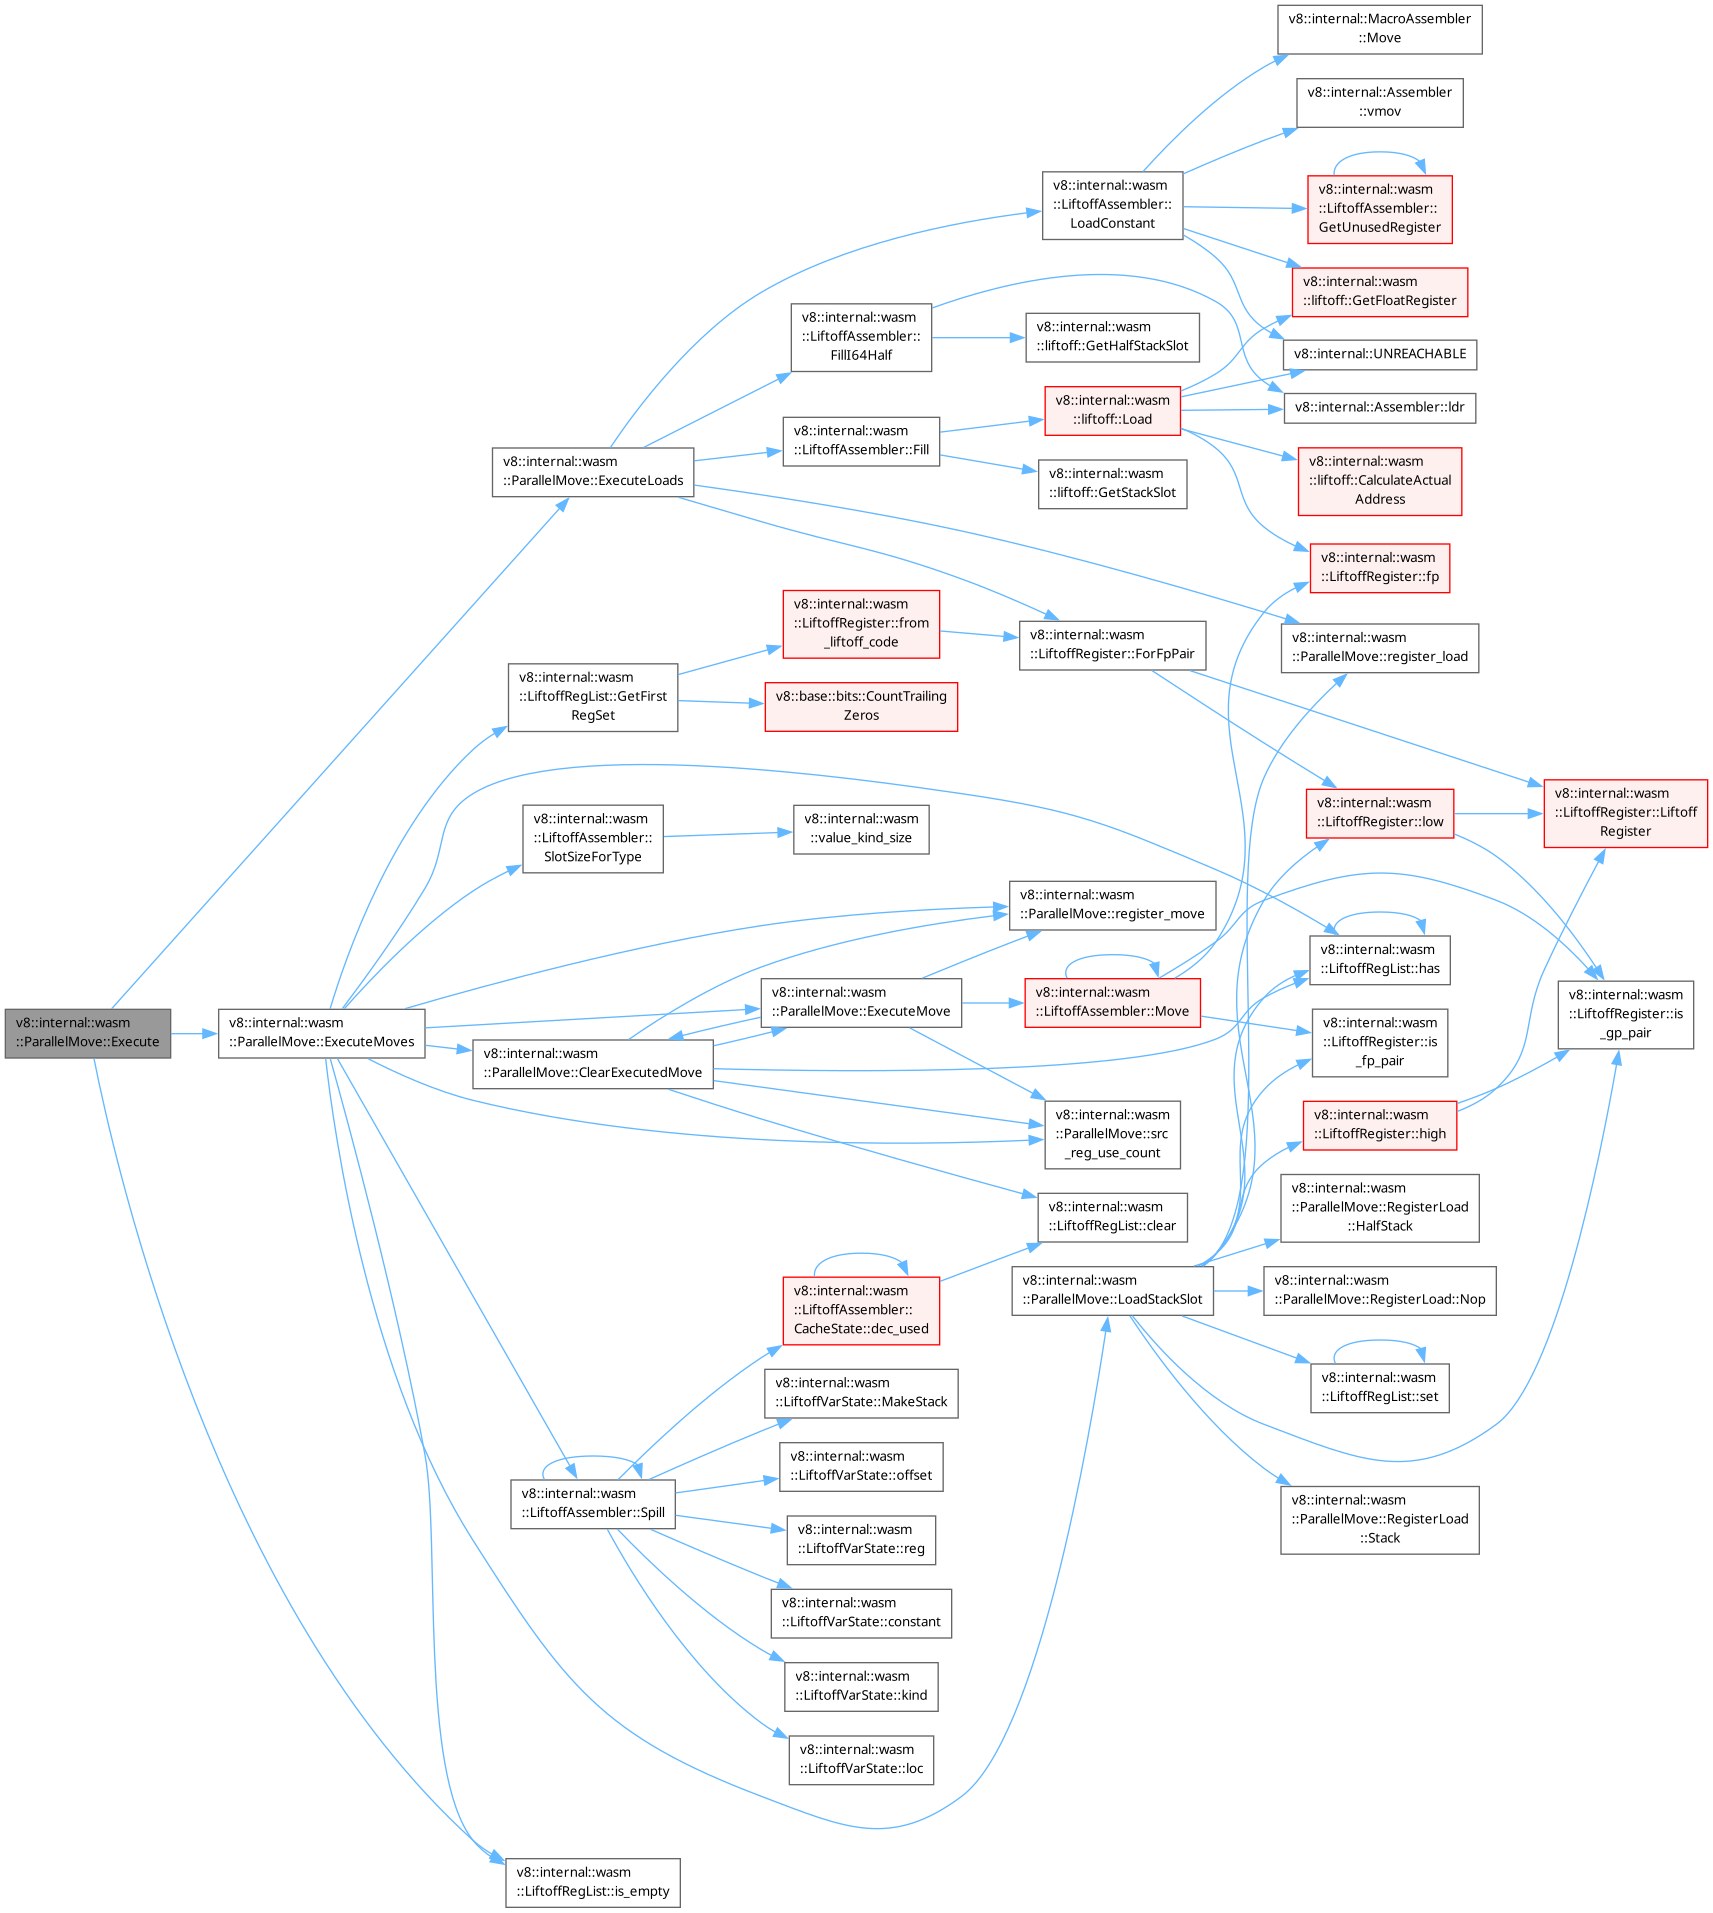 v8::internal::MacroAssembler
::Move
v8::internal::Assembler
::vmov
v8::internal::wasm
::LiftoffAssembler::
LoadConstant
v8::internal::wasm
::LiftoffAssembler::
GetUnusedRegister
v8::internal::wasm
::liftoff::GetFloatRegister
v8::internal::wasm
::LiftoffAssembler::
FillI64Half
v8::internal::wasm
::liftoff::GetHalfStackSlot
v8::internal::UNREACHABLE
v8::internal::wasm
::liftoff::Load
v8::internal::Assembler::ldr
v8::internal::wasm
::LiftoffAssembler::Fill
v8::internal::wasm
::ParallelMove::ExecuteLoads
v8::internal::wasm
::liftoff::GetStackSlot
v8::internal::wasm
::liftoff::CalculateActual
Address
v8::internal::wasm
::LiftoffRegister::fp
v8::internal::wasm
::LiftoffRegister::from
_liftoff_code
v8::internal::wasm
::LiftoffRegister::ForFpPair
v8::internal::wasm
::ParallelMove::register_load
v8::internal::wasm
::LiftoffRegList::GetFirst
RegSet
v8::base::bits::CountTrailing
Zeros
v8::internal::wasm
::LiftoffRegister::low
v8::internal::wasm
::LiftoffRegister::Liftoff
Register
v8::internal::wasm
::LiftoffAssembler::
SlotSizeForType
v8::internal::wasm
::value_kind_size
v8::internal::wasm
::ParallelMove::register_move
v8::internal::wasm
::LiftoffRegList::has
v8::internal::wasm
::ParallelMove::Execute
v8::internal::wasm
::ParallelMove::ExecuteMoves
v8::internal::wasm
::ParallelMove::ExecuteMove
v8::internal::wasm
::LiftoffAssembler::Move
v8::internal::wasm
::LiftoffRegister::is
_gp_pair
v8::internal::wasm
::ParallelMove::ClearExecutedMove
v8::internal::wasm
::LiftoffRegister::is
_fp_pair
v8::internal::wasm
::ParallelMove::src
_reg_use_count
v8::internal::wasm
::LiftoffRegister::high
v8::internal::wasm
::LiftoffRegList::clear
v8::internal::wasm
::ParallelMove::RegisterLoad
::HalfStack
v8::internal::wasm
::LiftoffAssembler::
CacheState::dec_used
v8::internal::wasm
::ParallelMove::LoadStackSlot
v8::internal::wasm
::ParallelMove::RegisterLoad::Nop
v8::internal::wasm
::LiftoffVarState::MakeStack
v8::internal::wasm
::LiftoffRegList::set
v8::internal::wasm
::LiftoffVarState::offset
v8::internal::wasm
::LiftoffAssembler::Spill
v8::internal::wasm
::LiftoffVarState::reg
v8::internal::wasm
::ParallelMove::RegisterLoad
::Stack
v8::internal::wasm
::LiftoffVarState::constant
v8::internal::wasm
::LiftoffVarState::kind
v8::internal::wasm
::LiftoffVarState::loc
v8::internal::wasm
::LiftoffRegList::is_empty